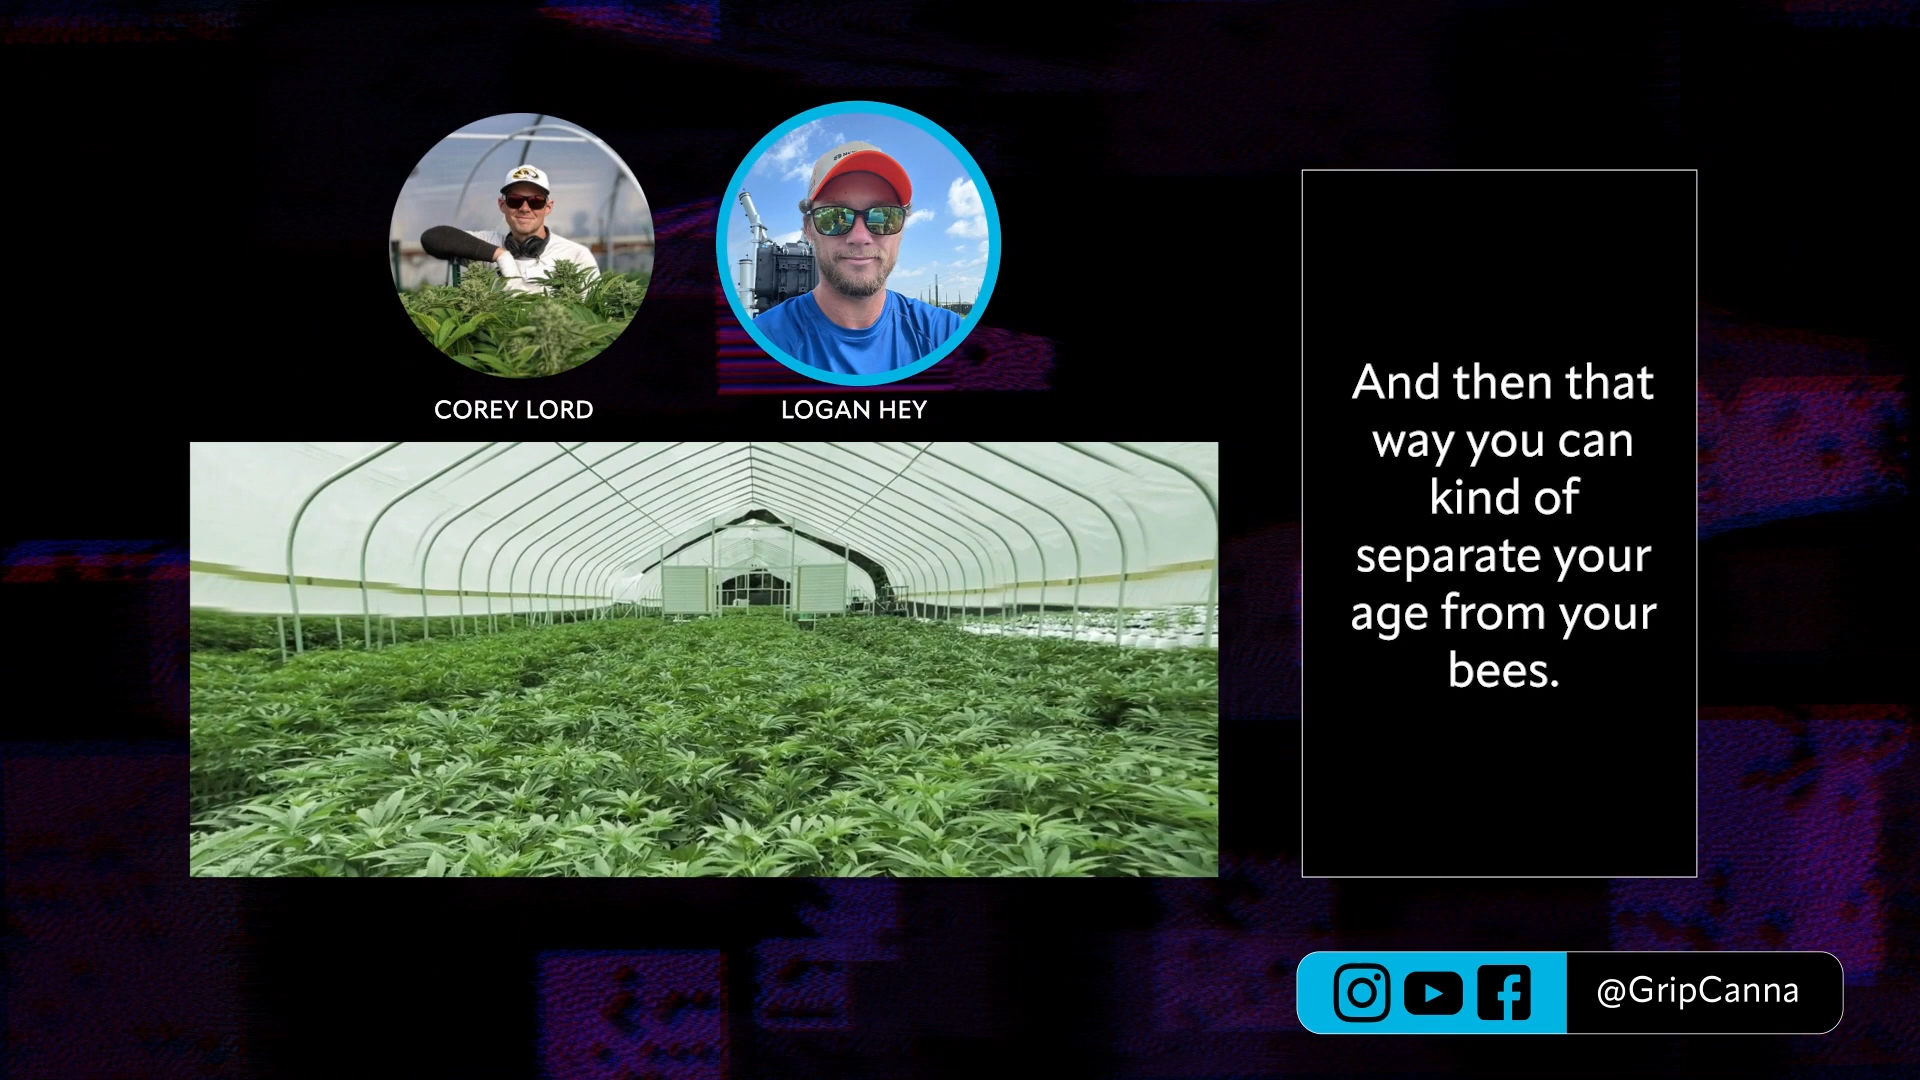 COREY LORD
LOGAN HEY
And then that
way you can
kind of
separate your
age from your
bees.
@GripCanna